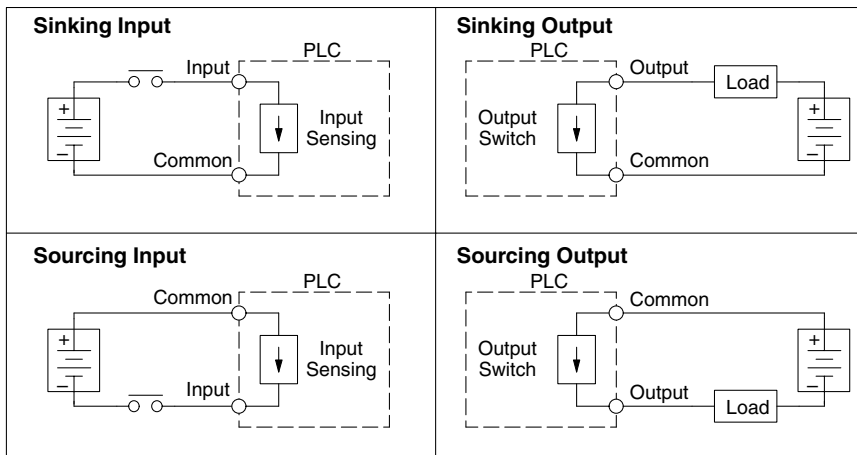 Sinking Input
PLC
Input
+
Input
Sensing
–
Common
Sinking Output
PLC
Output
Load
+
Output
Switch
–
Common
Sourcing Input
PLC
Common
+
Input
Sensing
–
Input
Sourcing Output
PLC
Common
+
Output
Switch
–
Output
Load